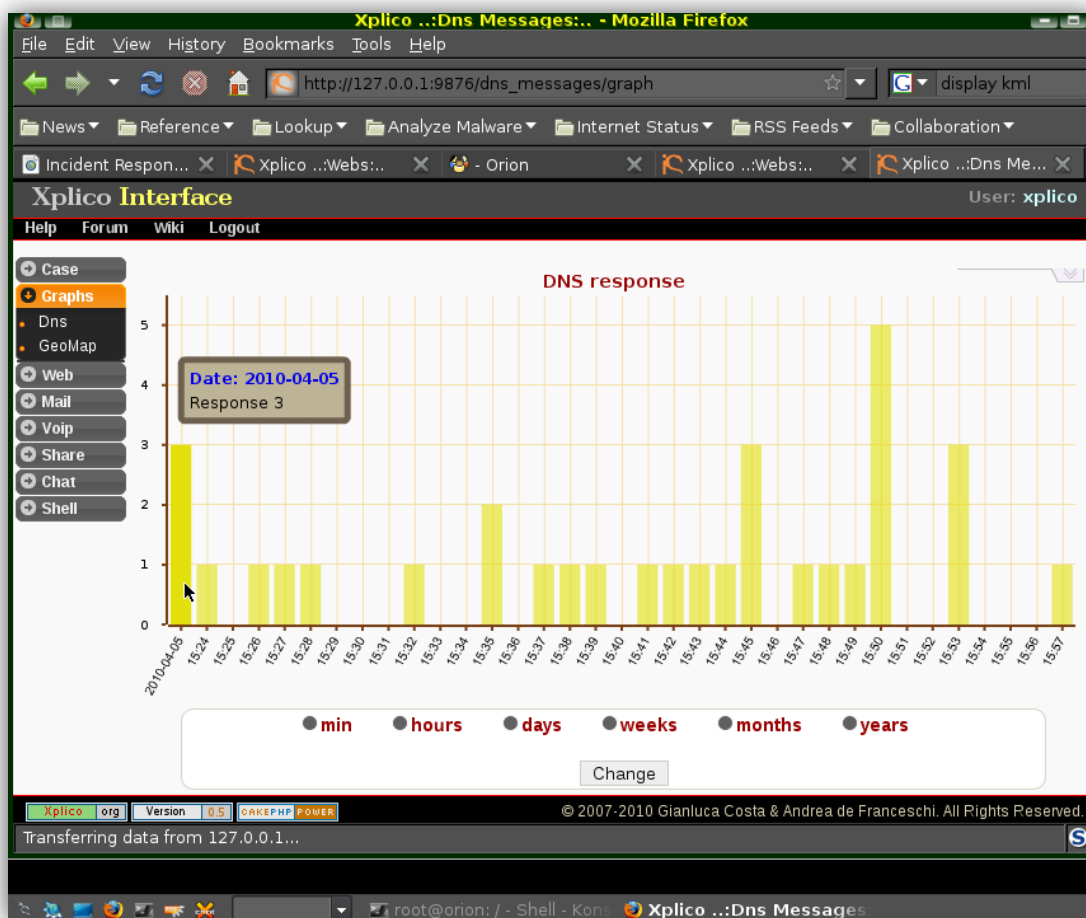 Xplico ..:Dns Messages:.. - Mozilla Firefox
File Edit View History Bookmarks Tools Help
http://127.0.0.1:9876/dns_messages/graph G display kml
News Reference Lookup Analyze Malware Internet Status RSS Feeds Collaboration
Incident Respon... Xplico ..:Webs:.. - Orion Xplico ..:Webs:.. Xplico ..:Dns Me...
Xplico Interface User: xplico
Help Forum Wiki Logout
Case
Graphs
Dns
GeoMap
Web
Mail
Voip
Share
Chat
Shell
DNS response
5
4
3
2
1
0
Date: 2010-04-05
Response 3
2010-04-05 15:24 15:25 15:26 15:27 15:28 15:29 15:30 15:31 15:32 15:33 15:34 15:35 15:36 15:37 15:38 15:39 15:40 15:41 15:42 15:43 15:44 15:45 15:46 15:47 15:48 15:49 15:50 15:51 15:52 15:53 15:54 15:55 15:56 15:57
min hours days weeks months years
Change
Xplico org Version 0.5 CAKEPHP POWER © 2007-2010 Gianluca Costa & Andrea de Franceschi. All Rights Reserved.
Transferring data from 127.0.0.1... S
root@orion: / - Shell - Kons Xplico ..:Dns Messages: